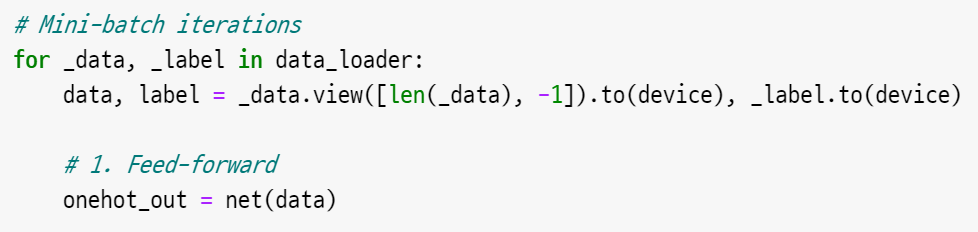 # Mini-batch iterations
for _data, _label in data_loader:
    data, label = _data.view([len(_data), -1]).to(device), _label.to(device)

    # 1. Feed-forward
    onehot_out = net(data)